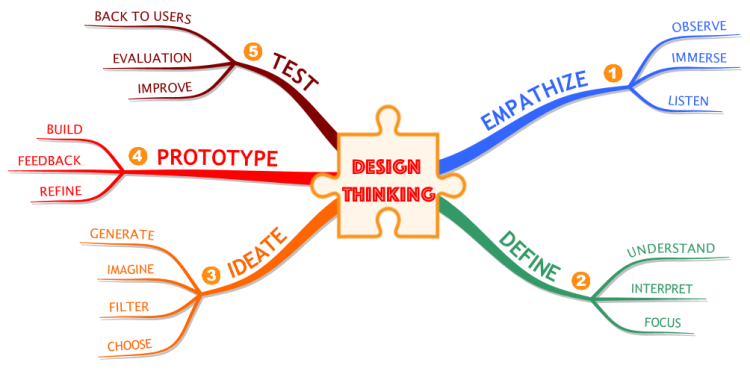 DESIGN
THINKING
1
EMPATHIZE
OBSERVE
IMMERSE
LISTEN
2
DEFINE
UNDERSTAND
INTERPRET
FOCUS
3
IDEATE
GENERATE
IMAGINE
FILTER
CHOOSE
4
PROTOTYPE
BUILD
FEEDBACK
REFINE
5
TEST
BACK TO USERS
EVALUATION
IMPROVE